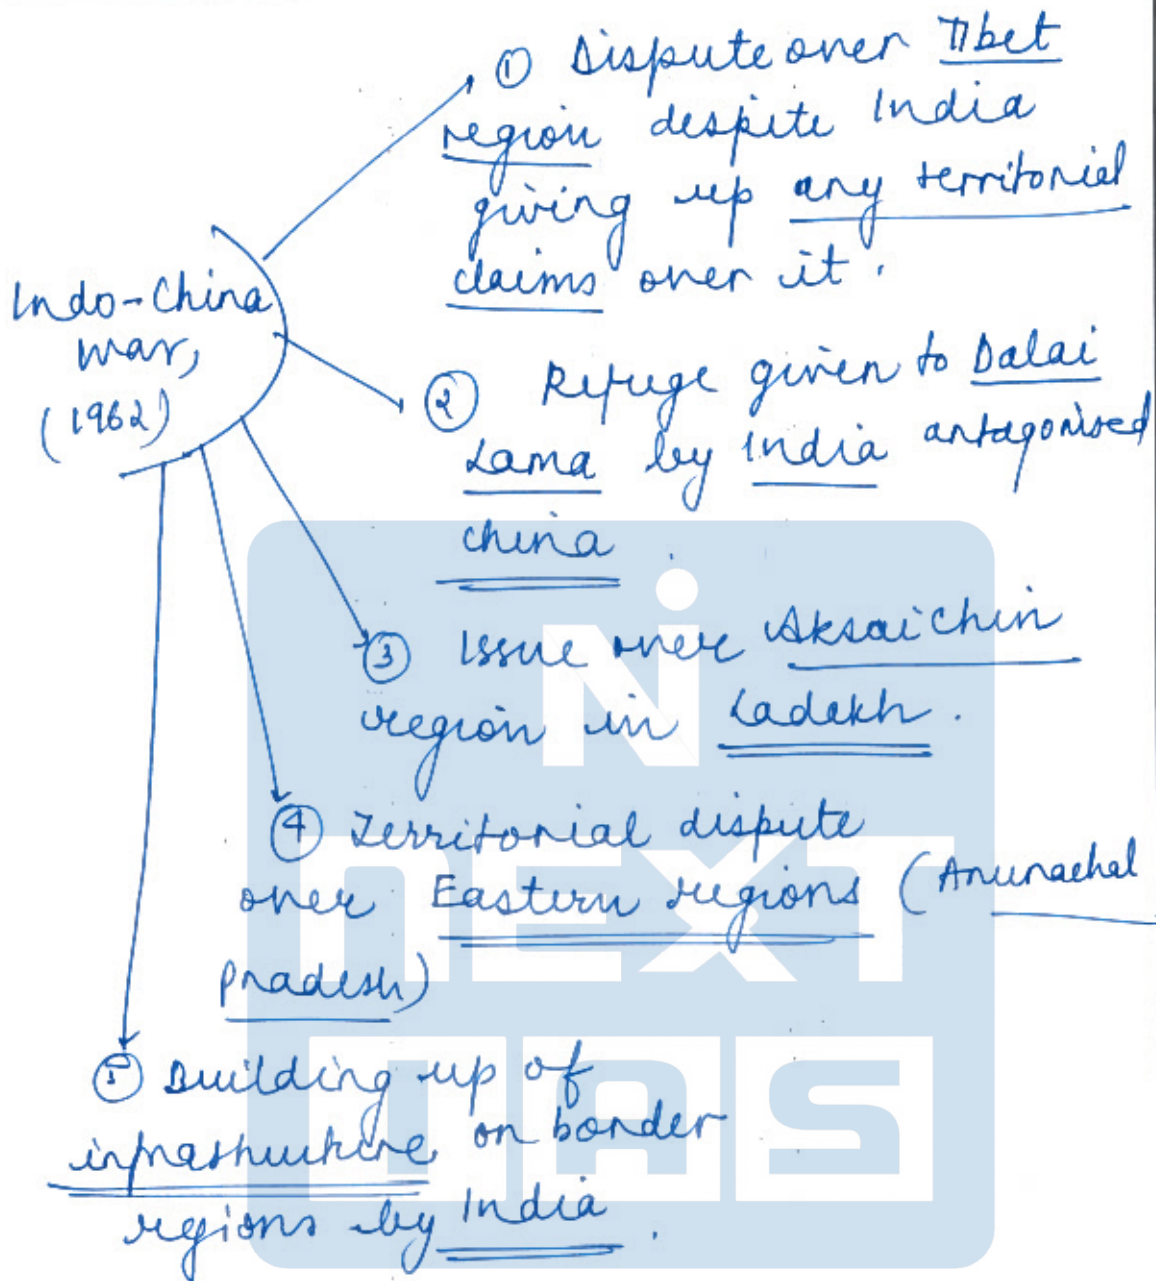 Indo-China
war,
(1962)
① Dispute over Tibet
region despite India
giving up any territorial
claims over it.
② Refuge given to Dalai
Lama by India antagonised
China.
③ Issue over Aksai Chin
region in Ladakh.
④ Territorial dispute
over Eastern regions (Arunachal
Pradesh)
⑤ Building up of
infrastructure on border
regions by India.
NEXT
IAS